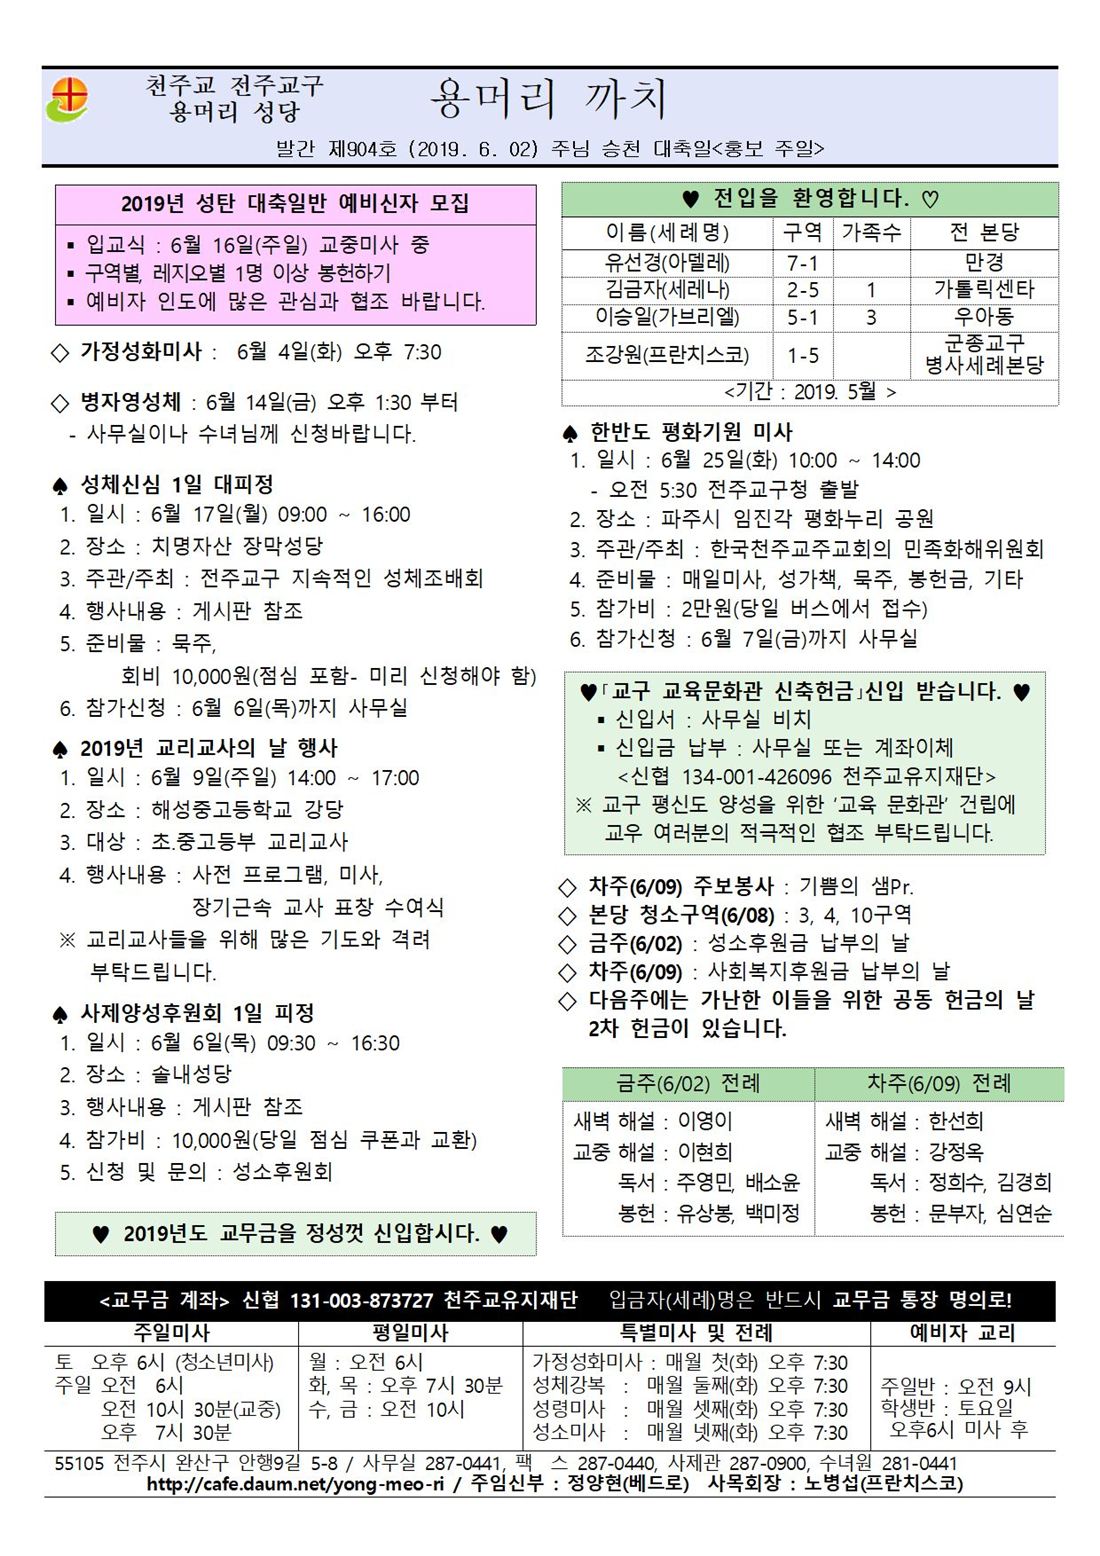 천주교 전주교구
용머리 성당
용머리 까치
발간 제904호 (2019. 6. 02) 주님 승천 대축일<홍보 주일>
2019년 성탄 대축일반 예비신자 모집
▪ 입교식 : 6월 16일(주일) 교중미사 중
▪ 구역별, 레지오별 1명 이상 봉헌하기
▪ 예비자 인도에 많은 관심과 협조 바랍니다.
◇ 가정성화미사 : 6월 4일(화) 오후 7:30
◇ 병자영성체 : 6월 14일(금) 오후 1:30 부터
- 사무실이나 수녀님께 신청바랍니다.
♠ 성체신심 1일 대피정
1. 일시 : 6월 17일(월) 09:00 ~ 16:00
2. 장소 : 치명자산 장막성당
3. 주관/주최 : 전주교구 지속적인 성체조배회
4. 행사내용 : 게시판 참조
5. 준비물 : 묵주,
회비 10,000원(점심 포함- 미리 신청해야 함)
6. 참가신청 : 6월 6일(목)까지 사무실
♠ 2019년 교리교사의 날 행사
1. 일시 : 6월 9일(주일) 14:00 ~ 17:00
2. 장소 : 해성중고등학교 강당
3. 대상 : 초.중고등부 교리교사
4. 행사내용 : 사전 프로그램, 미사,
장기근속 교사 표창 수여식
※ 교리교사들을 위해 많은 기도와 격려
부탁드립니다.
♠ 사제양성후원회 1일 피정
1. 일시 : 6월 6일(목) 09:30 ~ 16:30
2. 장소 : 솔내성당
3. 행사내용 : 게시판 참조
4. 참가비 : 10,000원(당일 점심 쿠폰과 교환)
5. 신청 및 문의 : 성소후원회
♥ 2019년도 교무금을 정성껏 신입합시다. ♥
♥ 전입을 환영합니다. ♡
이름(세례명) 구역 가족수 전 본당
유선경(아델레) 7-1 만경
김금자(세레나) 2-5 1 가톨릭센타
이승일(가브리엘) 5-1 3 우아동
조강원(프란치스코) 1-5 군종교구
병사세례본당
<기간 : 2019. 5월 >
♠ 한반도 평화기원 미사
1. 일시 : 6월 25일(화) 10:00 ~ 14:00
- 오전 5:30 전주교구청 출발
2. 장소 : 파주시 임진각 평화누리 공원
3. 주관/주최 : 한국천주교주교회의 민족화해위원회
4. 준비물 : 매일미사, 성가책, 묵주, 봉헌금, 기타
5. 참가비 : 2만원(당일 버스에서 접수)
6. 참가신청 : 6월 7일(금)까지 사무실
♥「교구 교육문화관 신축헌금」신입 받습니다. ♥
▪ 신입서 : 사무실 비치
▪ 신입금 납부 : 사무실 또는 계좌이체
<신협 134-001-426096 천주교유지재단>
※ 교구 평신도 양성을 위한 ‘교육 문화관’ 건립에
교우 여러분의 적극적인 협조 부탁드립니다.
◇ 차주(6/09) 주보봉사 : 기쁨의 샘Pr.
◇ 본당 청소구역(6/08) : 3, 4, 10구역
◇ 금주(6/02) : 성소후원금 납부의 날
◇ 차주(6/09) : 사회복지후원금 납부의 날
◇ 다음주에는 가난한 이들을 위한 공동 헌금의 날
2차 헌금이 있습니다.
금주(6/02) 전례 차주(6/09) 전례
새벽 해설 : 이영이 새벽 해설 : 한선희
교중 해설 : 이현희 교중 해설 : 강정옥
독서 : 주영민, 배소윤 독서 : 정희수, 김경희
봉헌 : 유상봉, 백미정 봉헌 : 문부자, 심연순
<교무금 계좌> 신협 131-003-873727 천주교유지재단 입금자(세례)명은 반드시 교무금 통장 명의로!
주일미사 평일미사 특별미사 및 전례 예비자 교리
토 오후 6시 (청소년미사) 월 : 오전 6시 가정성화미사 : 매월 첫(화) 오후 7:30
주일 오전 6시 화, 목 : 오후 7시 30분 성체강복 : 매월 둘째(화) 오후 7:30 주일반 : 오전 9시
오전 10시 30분(교중) 수, 금 : 오전 10시 성령미사 : 매월 셋째(화) 오후 7:30 학생반 : 토요일
오후 7시 30분 성소미사 : 매월 넷째(화) 오후 7:30 오후6시 미사 후
55105 전주시 완산구 안행9길 5-8 / 사무실 287-0441, 팩 스 287-0440, 사제관 287-0900, 수녀원 281-0441
http://cafe.daum.net/yong-meo-ri / 주임신부 : 정양현(베드로) 사목회장 : 노병섭(프란치스코)